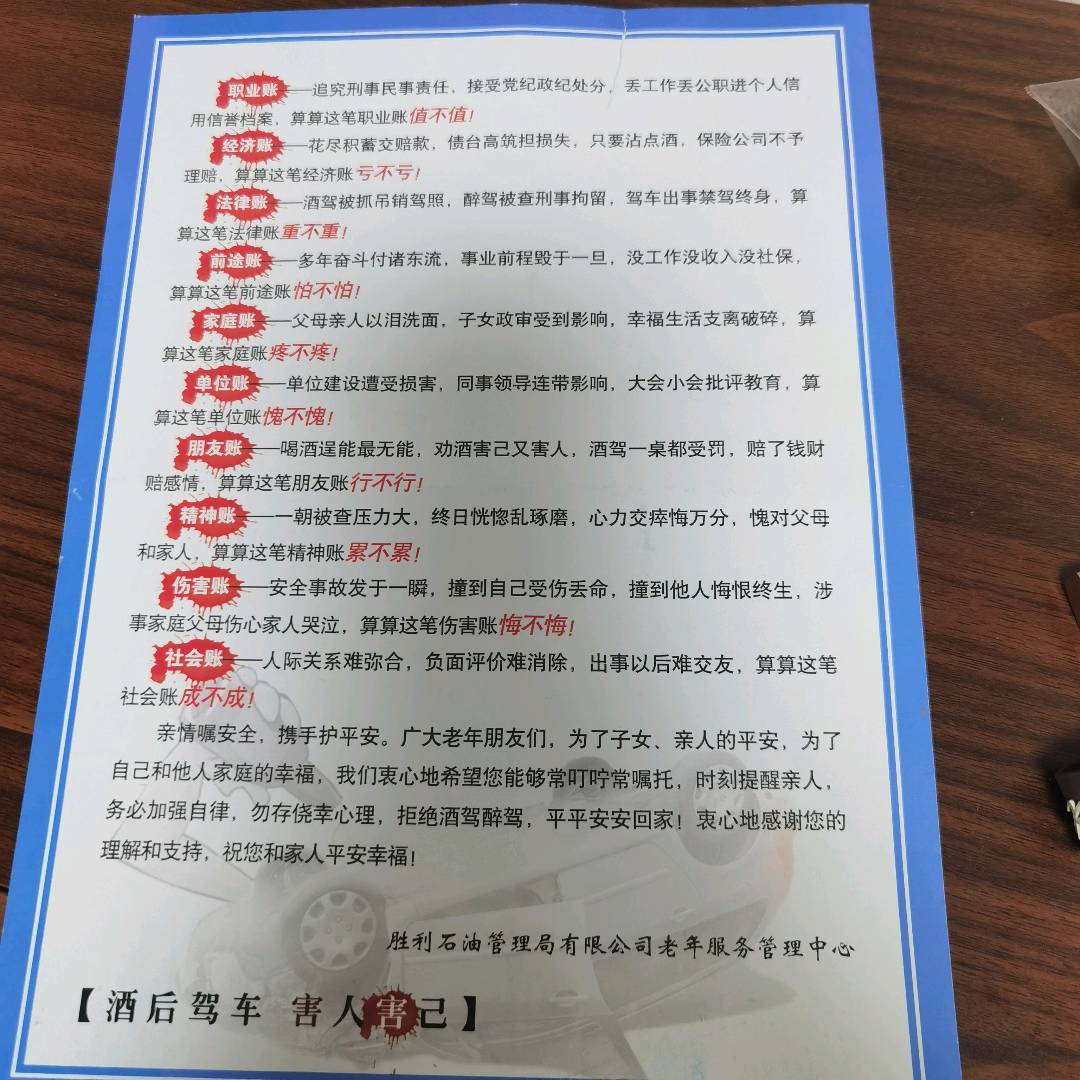 职业账——追究刑事民事责任，接受党纪政纪处分，丢工作丢公职进个人信
用信誉档案，算算这笔职业账值不值！
经济账——花尽积蓄交赔款，债台高筑担损失，只要沾点酒，保险公司不予
理赔，算算这笔经济账亏不亏！
法律账——酒驾被抓吊销驾照，醉驾被查刑事拘留，驾车出事禁驾终身，算
算这笔法律账重不重！
前途账——多年奋斗付诸东流，事业前程毁于一旦，没工作没收入没社保，
算算这笔前途账怕不怕！
家庭账——父母亲人以泪洗面，子女政审受到影响，幸福生活支离破碎，算
算这笔家庭账疼不疼！
单位账——单位建设遭受损害，同事领导连带影响，大会小会批评教育，算
算这笔单位账愧不愧！
朋友账——喝酒逞能最无能，劝酒害己又害人，酒驾一桌都受罚，赔了钱财
赔感情，算算这笔朋友账行不行！
精神账——一朝被查压力大，终日恍惚乱琢磨，心力交瘁悔万分，愧对父母
和家人，算算这笔精神账累不累！
伤害账——安全事故发于一瞬，撞到自己受伤丢命，撞到他人悔恨终生，涉
事家庭父母伤心家人哭泣，算算这笔伤害账悔不悔！
社会账——人际关系难弥合，负面评价难消除，出事以后难交友，算算这笔
社会账成不成！
亲情嘱安全，携手护平安。广大老年朋友们，为了子女、亲人的平安，为了
自己和他人家庭的幸福，我们衷心地希望您能够常叮咛常嘱托，时刻提醒亲人，
务必加强自律，勿存侥幸心理，拒绝酒驾醉驾，平平安安回家！衷心地感谢您的
理解和支持，祝您和家人平安幸福！
胜利石油管理局有限公司老年服务管理中心
【酒后驾车 害人害己】